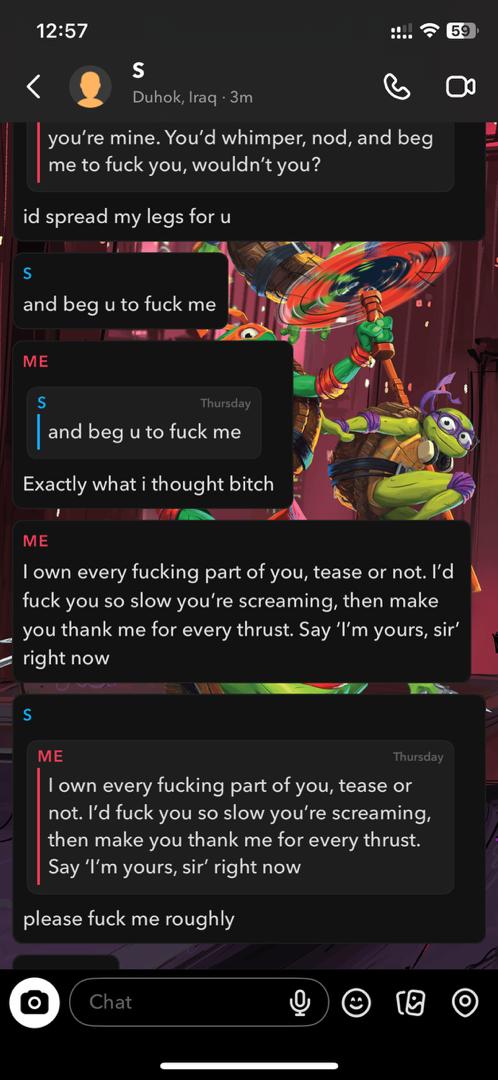 12:57
59
S
Duhok, Iraq · 3m
you're mine. You'd whimper, nod, and beg
me to fuck you, wouldn't you?
id spread my legs for u
S
and beg u to fuck me
ME
S Thursday
and beg u to fuck me
Exactly what i thought bitch
ME
I own every fucking part of you, tease or not. I'd
fuck you so slow you're screaming, then make
you thank me for every thrust. Say 'I'm yours, sir'
right now
S
ME Thursday
I own every fucking part of you, tease or
not. I'd fuck you so slow you're screaming,
then make you thank me for every thrust.
Say 'I'm yours, sir' right now
please fuck me roughly
Chat